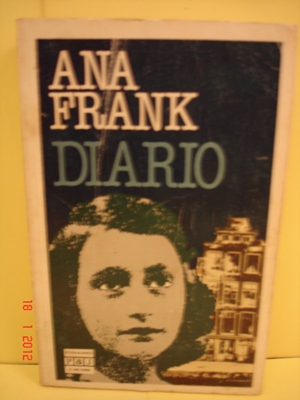 ANA
FRANK
DIARIO
P&J
18 1 2012